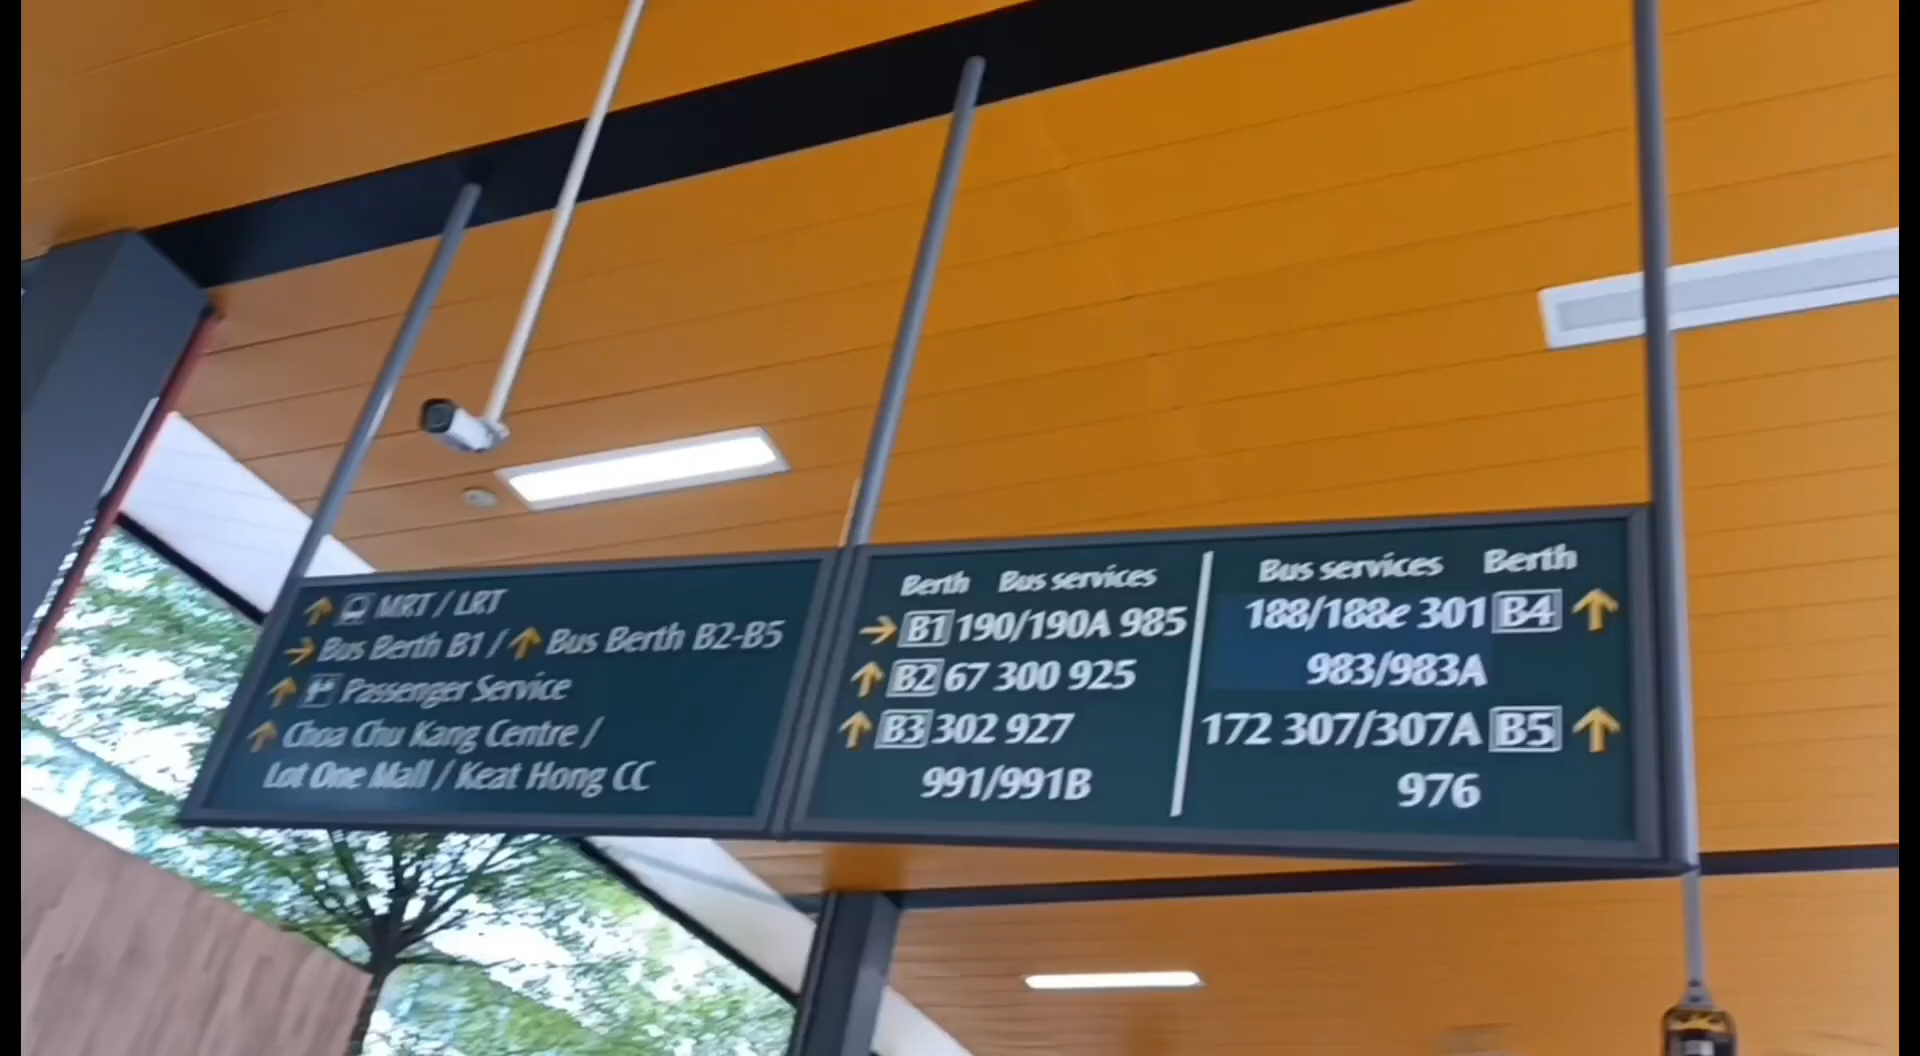 MRT / LRT
Bus Berth B1 / Bus Berth B2-B5
Passenger Service
Choa Chu Kang Centre /
Lot One Mall / Keat Hong CC
Berth Bus services
B1 190/190A 985
B2 67 300 925
B3 302 927
991/991B
Bus services Berth
188/188e 301 B4
983/983A
172 307/307A B5
976